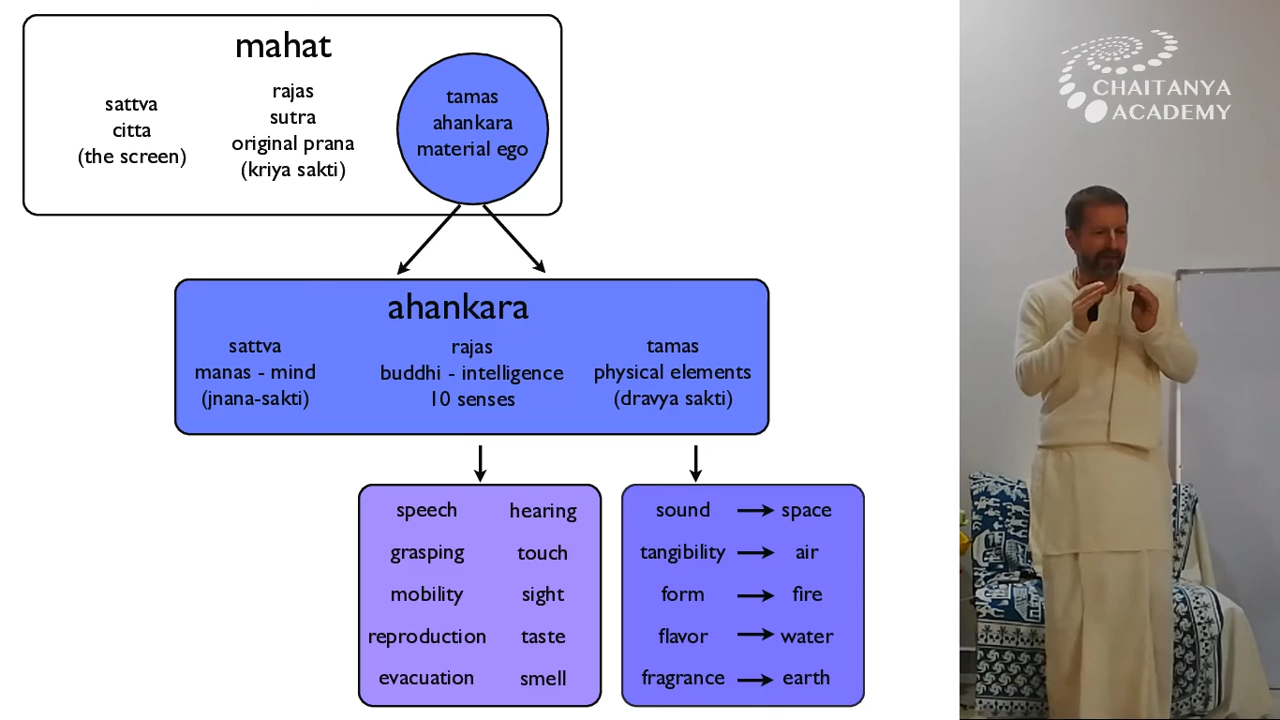 mahat
sattva
citta
(the screen)
rajas
sutra
original prana
(kriya sakti)
tamas
ahankara
material ego
ahankara
sattva
manas - mind
(jnana-sakti)
rajas
buddhi - intelligence
10 senses
tamas
physical elements
(dravya sakti)
speech hearing
grasping touch
mobility sight
reproduction taste
evacuation smell
sound → space
tangibility → air
form → fire
flavor → water
fragrance → earth
CHAITANYA
ACADEMY